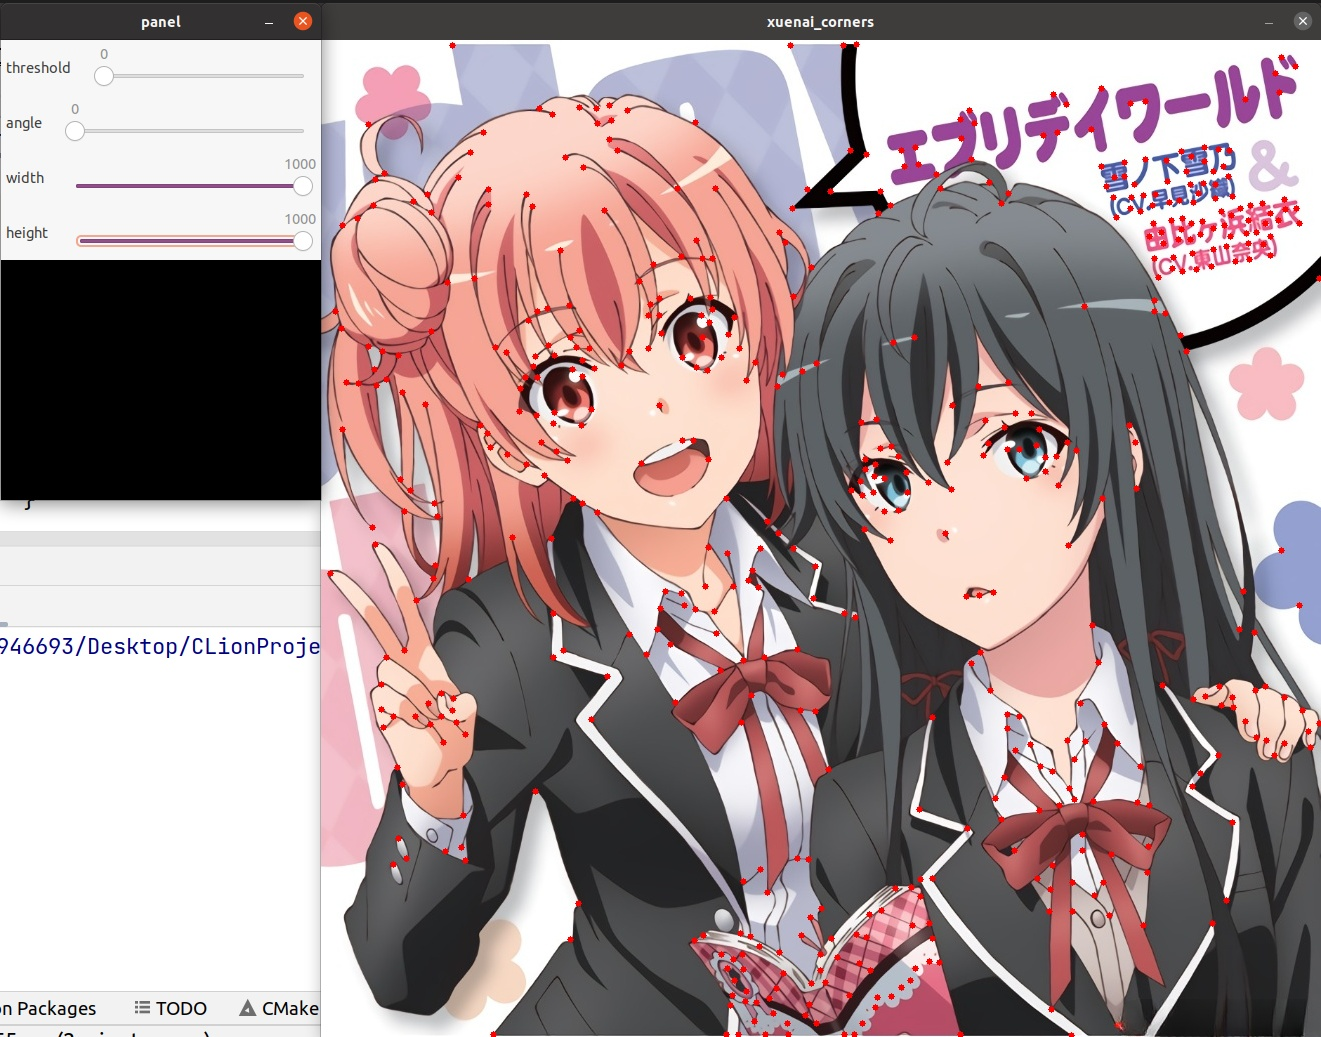 panel
xuenai_corners
threshold
0
angle
0
width
1000
height
1000
エブリデイワールド
雪ノ下雪乃 &
(CV.早見沙織)
由比ヶ浜結衣
(CV.東山奈央)
}
946693/Desktop/CLionProje
on Packages
TODO
CMake